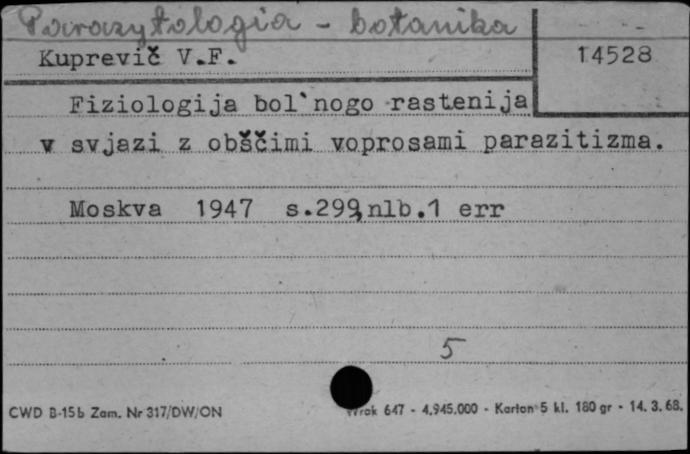 Parazytologia - botanika
Kuprevič V.F.
14528
Fiziologija bol`nogo rastenija
v svjazi z obščimi voprosami parazitizma.
Moskva 1947 s.299,nlb.1 err
5
CWD B-15b Zam. Nr 317/DW/ON
647 - 4.945.000 - Karton 5 kl. 180 gr - 14. 3. 68.